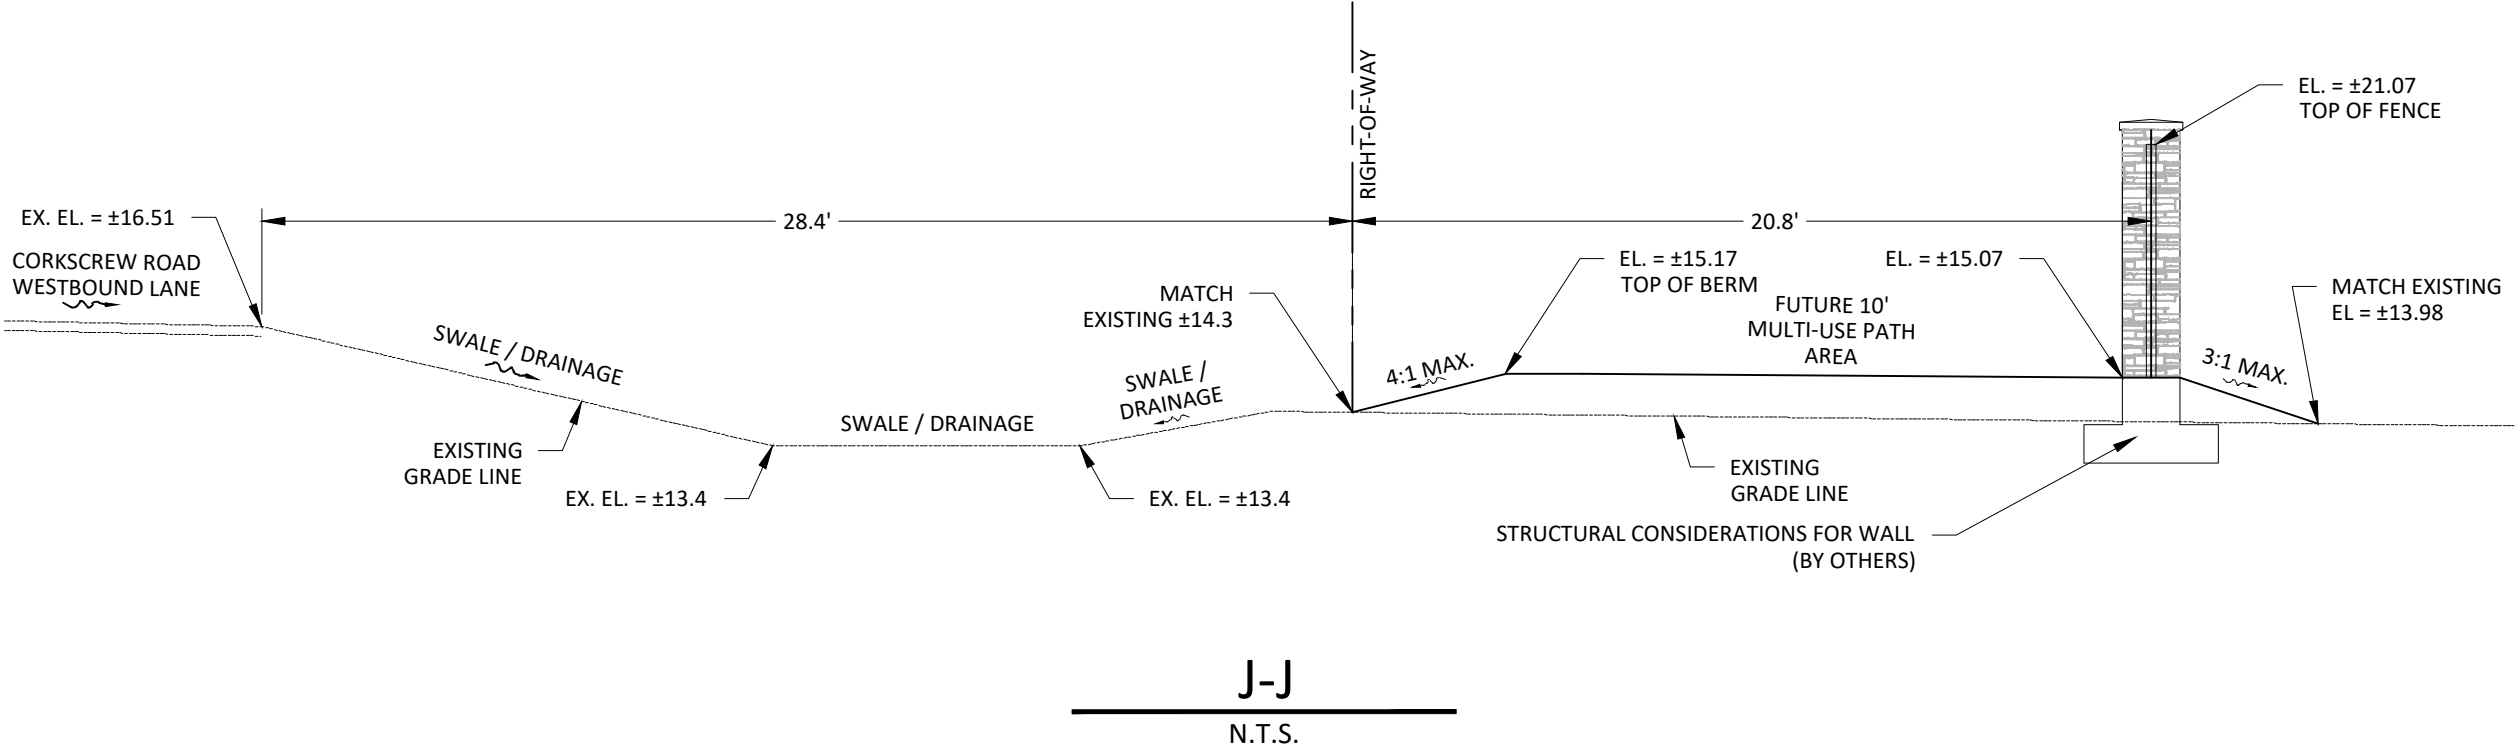 RIGHT-OF-WAY
EL. = ±21.07
TOP OF FENCE
EX. EL. = ±16.51
28.4'
20.8'
CORKSCREW ROAD
WESTBOUND LANE
EL. = ±15.17
TOP OF BERM
EL. = ±15.07
MATCH
EXISTING ±14.3
FUTURE 10'
MULTI-USE PATH
AREA
MATCH EXISTING
EL = ±13.98
SWALE / DRAINAGE
SWALE /
DRAINAGE
4:1 MAX.
3:1 MAX.
SWALE / DRAINAGE
EXISTING
GRADE LINE
EX. EL. = ±13.4
EX. EL. = ±13.4
EXISTING
GRADE LINE
STRUCTURAL CONSIDERATIONS FOR WALL
(BY OTHERS)
J-J
N.T.S.